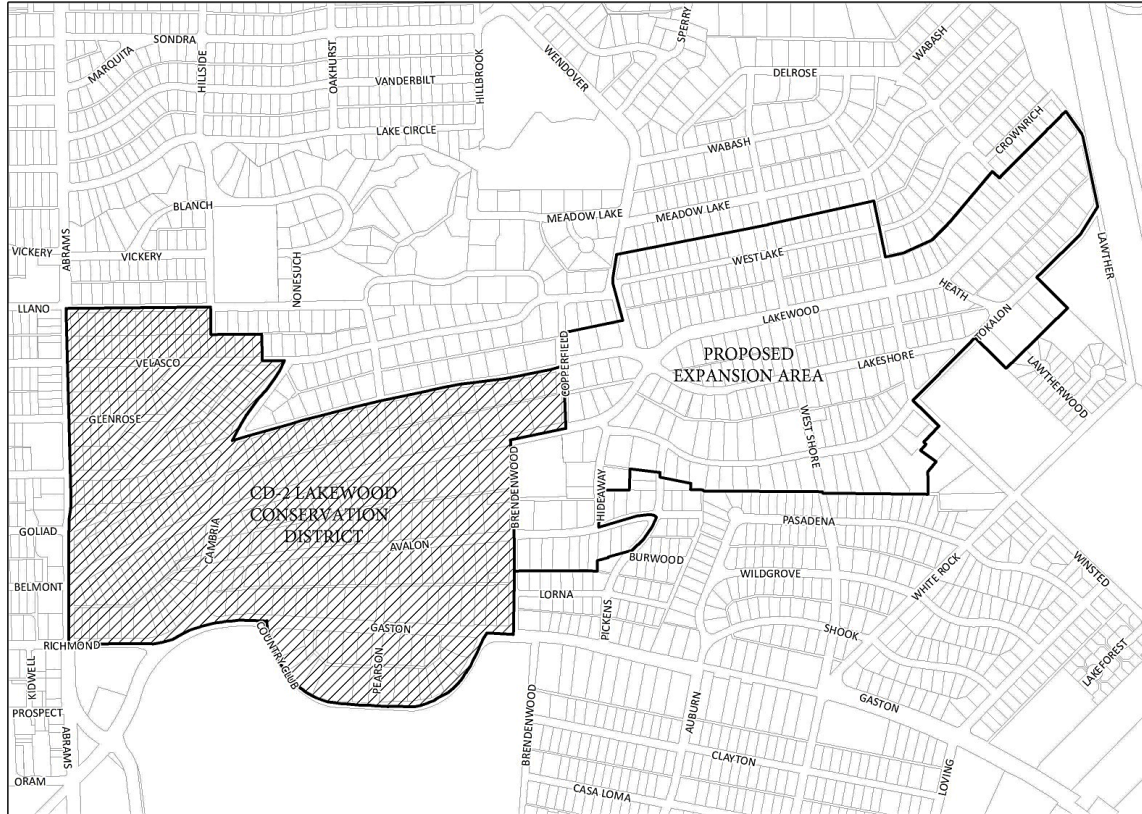 SONDRA
MARQUITA
HILLSIDE
OAKHURST
VANDERBILT
HILLBROOK
LAKE CIRCLE
WENDOVER
SPERRY
DELROSE
WABASH
WABASH
CROWNRICH
BLANCH
MEADOW LAKE
MEADOW LAKE
VICKERY
ABRAMS
VICKERY
NONESUCH
WESTLAKE
LAWTHER
HEATH
LLANO
LAKEWOOD
TOKALON
VELASCO
COPPERFIELD
PROPOSED
EXPANSION AREA
LAKESHORE
LAWTHERWOOD
GLENROSE
WEST SHORE
CD-2 LAKEWOOD
CONSERVATION
DISTRICT
BRENDENWOOD
HIDEAWAY
GOLIAD
CAMBRIA
AVALON
PASADENA
BURWOOD
WINSTED
BELMONT
WILDGROVE
WHITE ROCK
LORNA
PICKENS
GASTON
SHOOK
RICHMOND
COUNTRY CLUB
PEARSON
KIDWELL
LAKEFOREST
GASTON
PROSPECT
AUBURN
BRENDENWOOD
ABRAMS
CLAYTON
LOVING
ORAM
CASA LOMA